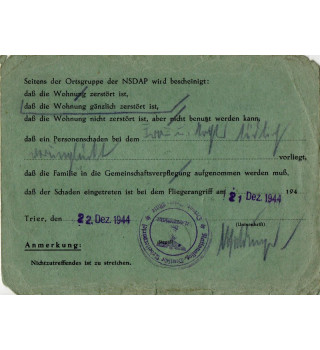 Seitens der Ortsgruppe der NSDAP wird bescheinigt:
daß die Wohnung zerstört ist,
daß die Wohnung gänzlich zerstört ist,
daß die Wohnung nicht zerstört ist, aber nicht benutzt werden kann,
daß ein Personenschaden bei dem
vorliegt,
daß die Familie in die Gemeinschaftsverpflegung aufgenommen werden muß,
daß der Schaden eingetreten ist bei dem Fliegerangriff am 21 Dez. 1944 194
Trier, den 22. Dez. 1944
(Unterschrift)
Anmerkung:
Nichtzutreffendes ist zu streichen.